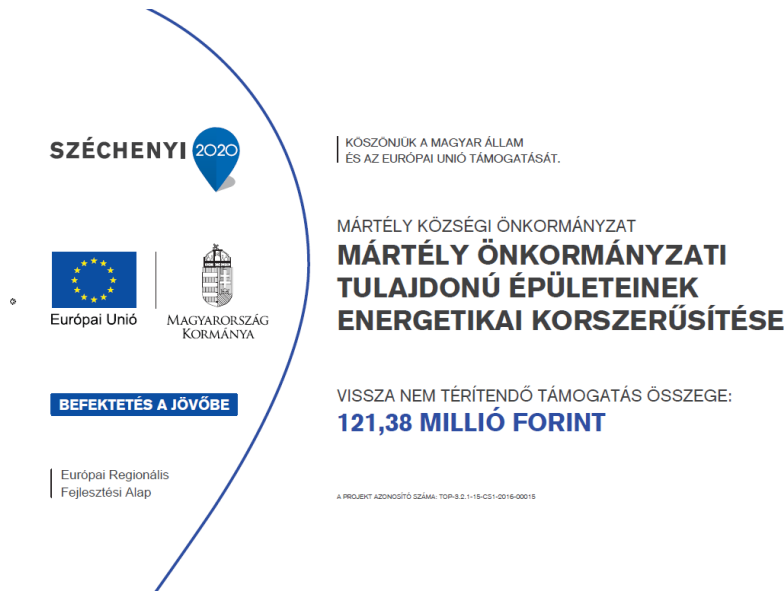 SZÉCHENYI 2020
Európai Unió
MAGYARORSZÁG
KORMÁNYA
BEFEKTETÉS A JÖVŐBE
Európai Regionális
Fejlesztési Alap
KÖSZÖNJÜK A MAGYAR ÁLLAM
ÉS AZ EURÓPAI UNIÓ TÁMOGATÁSÁT.
MÁRTÉLY KÖZSÉGI ÖNKORMÁNYZAT
MÁRTÉLY ÖNKORMÁNYZATI
TULAJDONÚ ÉPÜLETEINEK
ENERGETIKAI KORSZERŰSÍTÉSE
VISSZA NEM TÉRÍTENDŐ TÁMOGATÁS ÖSSZEGE:
121,38 MILLIÓ FORINT
A PROJEKT AZONOSÍTÓ SZÁMA: TOP-3.2.1-15-CS1-2016-00015